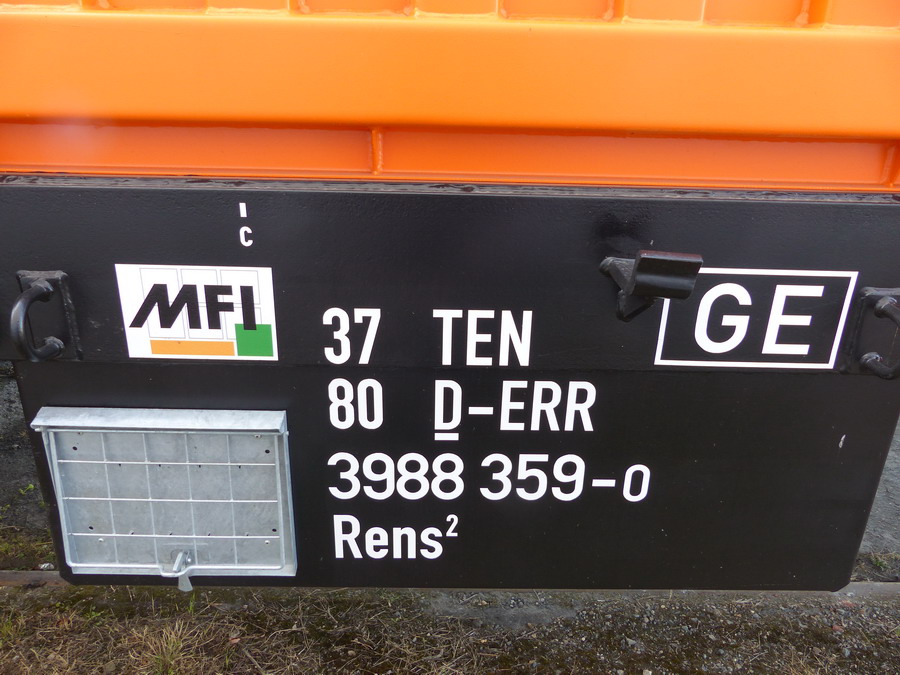 I
C
MFI
GE
37 TEN
80 D-ERR
3988 359-0
Rens²